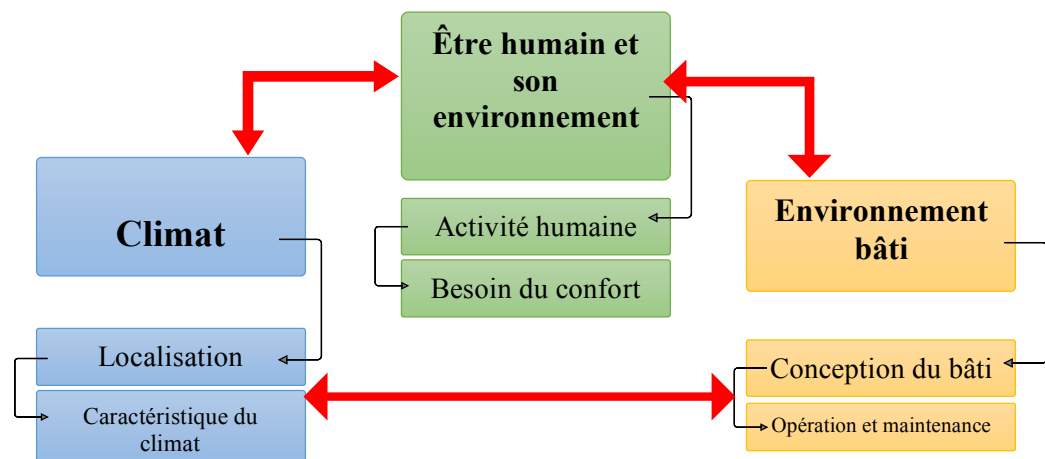 Être humain et
son
environnement
Climat
Environnement
bâti
Activité humaine
Besoin du confort
Localisation
Caractéristique du
climat
Conception du bâti
Opération et maintenance